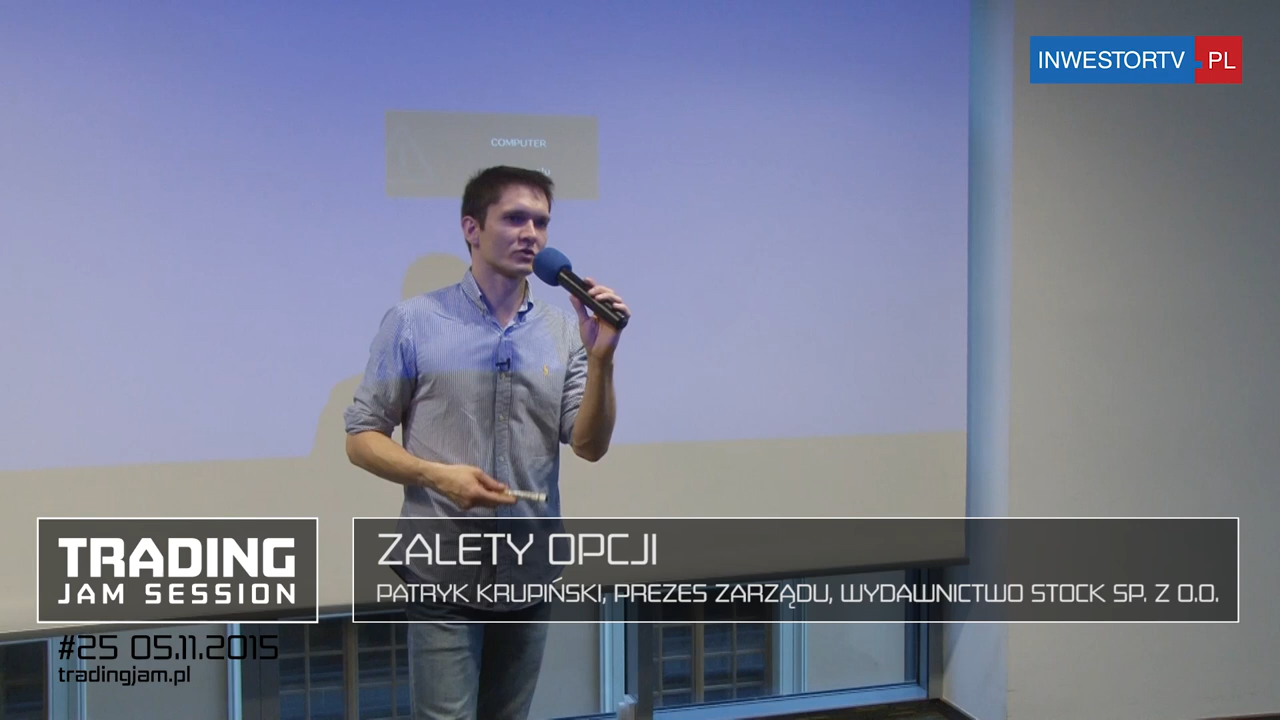 INWESTORTV.PL
COMPUTER
TRADING
JAM SESSION
ZALETY OPCJI
PATRYK KRUPIŃSKI, PREZES ZARZĄDU, WYDAWNICTWO STOCK SP. Z O.O.
#25 05.11.2015
tradingjam.pl